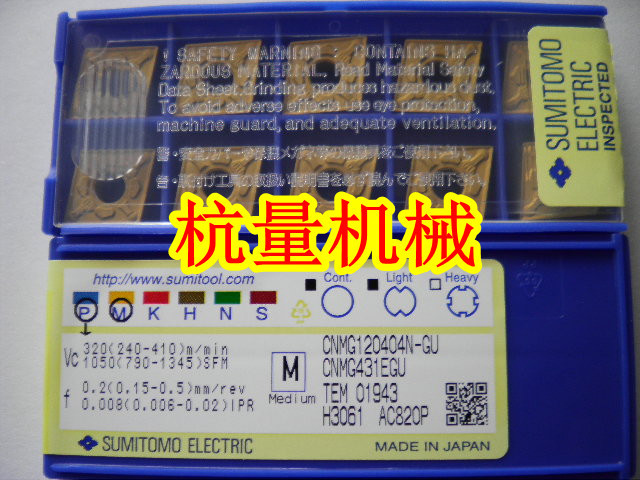 ! SAFETY WARNING : CONTAINS HA-
ZARDOUS MATERIAL, Read Material Safety
Data Sheet.Grinding produces hazardous dust.
To avoid adverse effects use eye protection,
machine guard, and adequate ventilation.
SUMITOMO
ELECTRIC
INSPECTED
杭量机械
http://www.sumitool.com
Cont. Light Heavy
P M K H N S
Vc 320(240-410)m/min
1050(790-1345)SFM
f 0.2(0.15-0.5)mm/rev
0.008(0.006-0.02)IPR
M
Medium
CNMG120404N-GU
CNMG431EGU
TEM 01943
H3061 AC820P
SUMITOMO ELECTRIC
MADE IN JAPAN